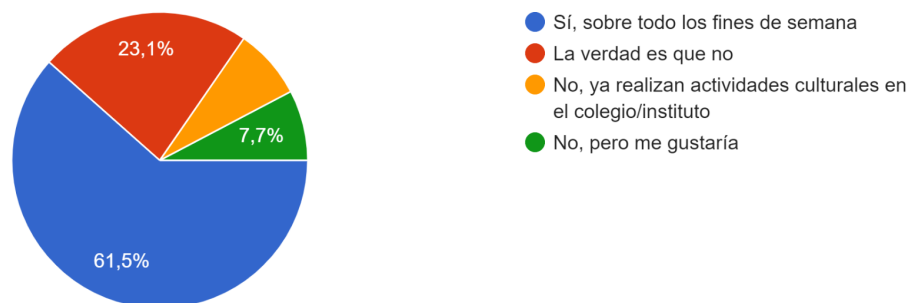 23,1%
7,7%
61,5%
Sí, sobre todo los fines de semana
La verdad es que no
No, ya realizan actividades culturales en
el colegio/instituto
No, pero me gustaría